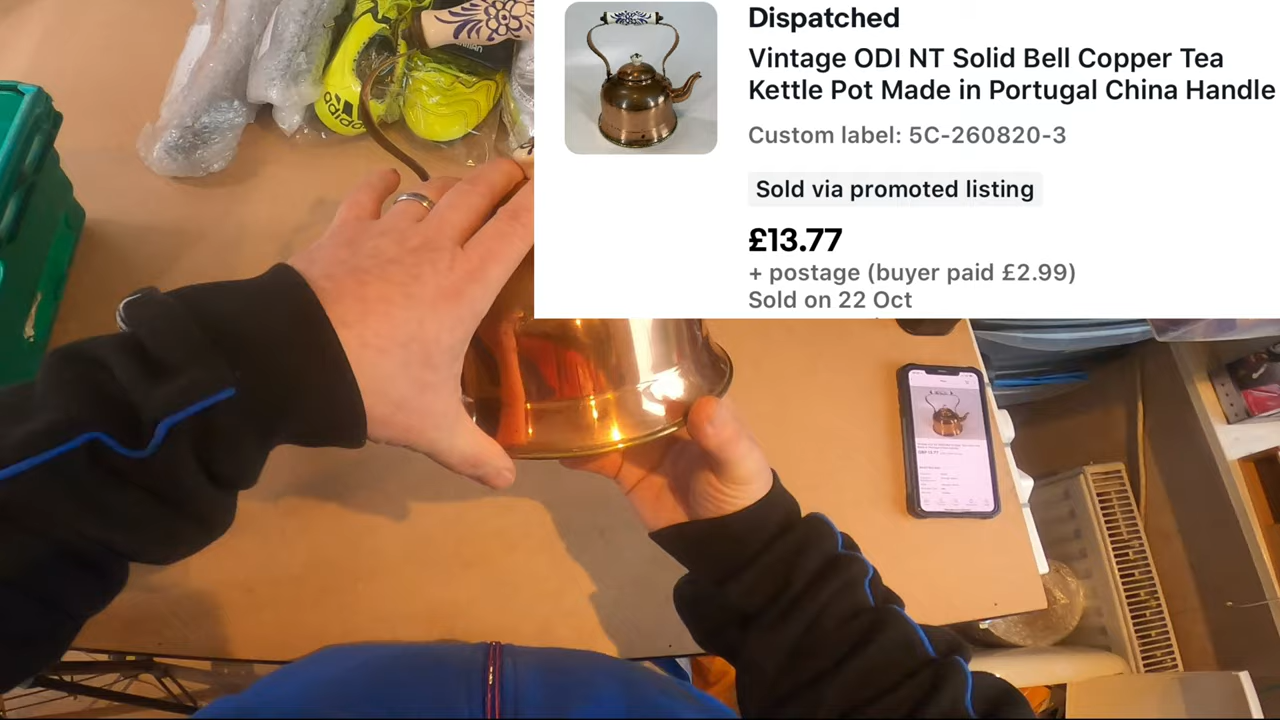 Dispatched
Vintage ODI NT Solid Bell Copper Tea
Kettle Pot Made in Portugal China Handle
Custom label: 5C-260820-3
Sold via promoted listing
£13.77
+ postage (buyer paid £2.99)
Sold on 22 Oct
adidas